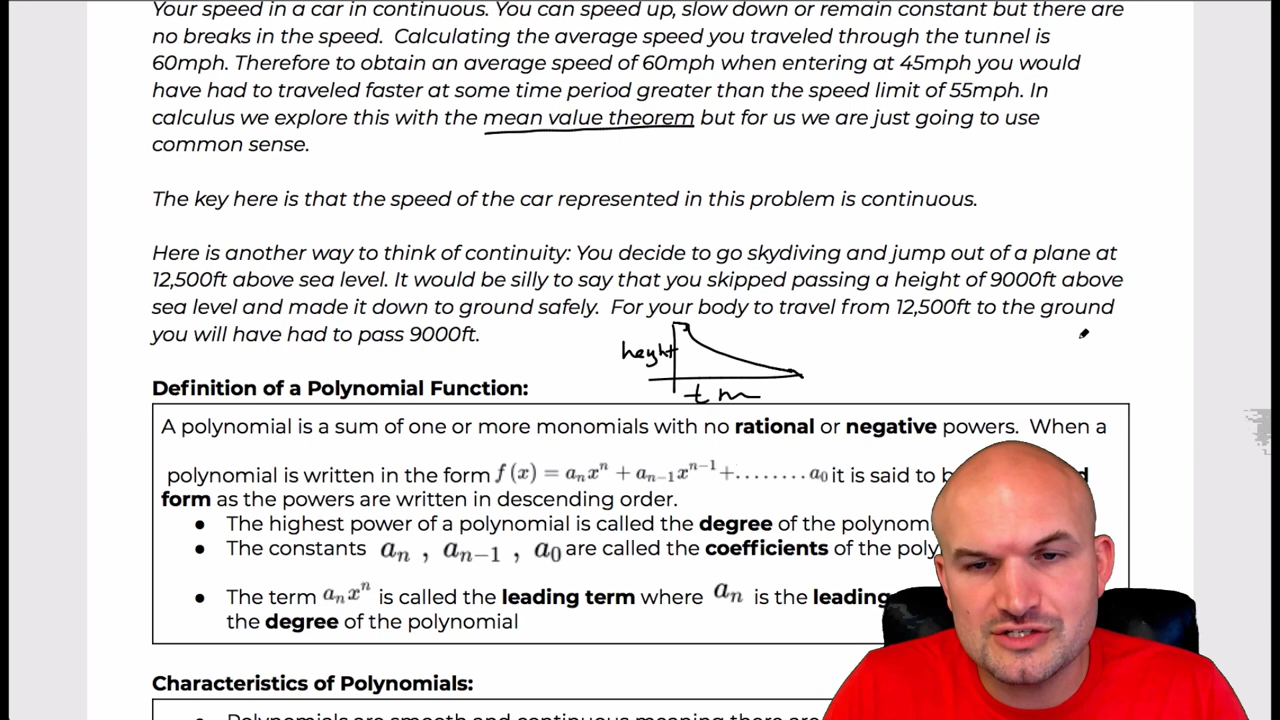 Your speed in a car in continuous. You can speed up, slow down or remain constant but there are
no breaks in the speed.  Calculating the average speed you traveled through the tunnel is
60mph. Therefore to obtain an average speed of 60mph when entering at 45mph you would
have had to traveled faster at some time period greater than the speed limit of 55mph. In
calculus we explore this with the mean value theorem but for us we are just going to use
common sense.
The key here is that the speed of the car represented in this problem is continuous.
Here is another way to think of continuity: You decide to go skydiving and jump out of a plane at
12,500ft above sea level. It would be silly to say that you skipped passing a height of 9000ft above
sea level and made it down to ground safely.  For your body to travel from 12,500ft to the ground
you will have had to pass 9000ft.
height
Definition of a Polynomial Function:
A polynomial is a sum of one or more monomials with no rational or negative powers.  When a
polynomial is written in the form f(x) = aₙxⁿ + aₙ₋₁xⁿ⁻¹ + ........ a₀ it is said to
form as the powers are written in descending order.
● The highest power of a polynomial is called the degree of the
● The constants aₙ , aₙ₋₁ , a₀ are called the coefficients of the
● The term aₙxⁿ is called the leading term where aₙ is the leading
the degree of the polynomial
Characteristics of Polynomials:
● Polynomials are smooth and continuous meaning there are